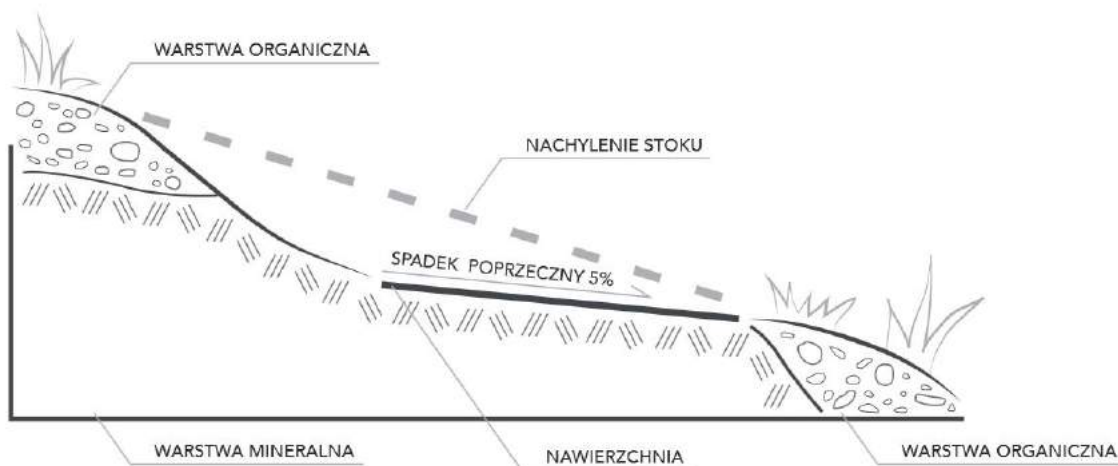 WARSTWA ORGANICZNA
NACHYLENIE STOKU
SPADEK POPRZECZNY 5%
WARSTWA MINERALNA
NAWIERZCHNIA
WARSTWA ORGANICZNA